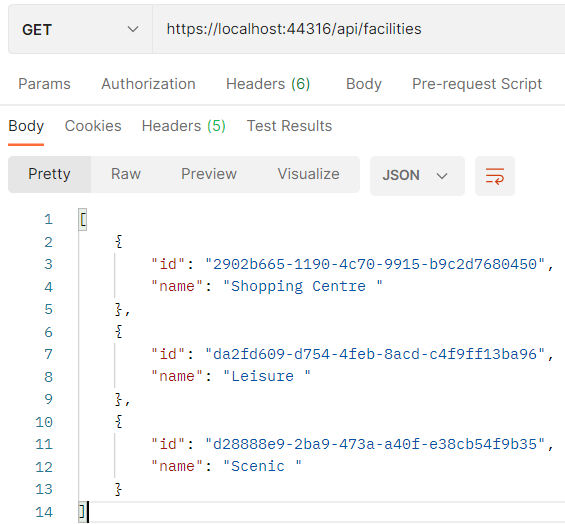 GET https://localhost:44316/api/facilities
Params Authorization Headers (6) Body Pre-request Script
Body Cookies Headers (5) Test Results
Pretty Raw Preview Visualize JSON
1 [
2 {
3 "id": "2902b665-1190-4c70-9915-b9c2d7680450",
4 "name": "Shopping Centre "
5 },
6 {
7 "id": "da2fd609-d754-4feb-8acd-c4f9ff13ba96",
8 "name": "Leisure "
9 },
10 {
11 "id": "d28888e9-2ba9-473a-a40f-e38cb54f9b35",
12 "name": "Scenic "
13 }
14 ]